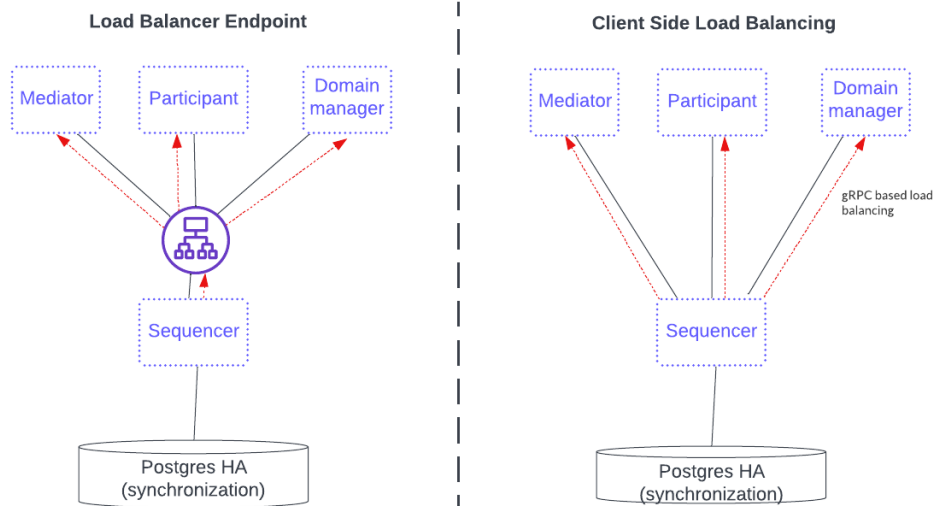 Load Balancer Endpoint
Mediator
Participant
Domain
manager
Sequencer
Postgres HA
(synchronization)
Client Side Load Balancing
Mediator
Participant
Domain
manager
gRPC based load
balancing
Sequencer
Postgres HA
(synchronization)